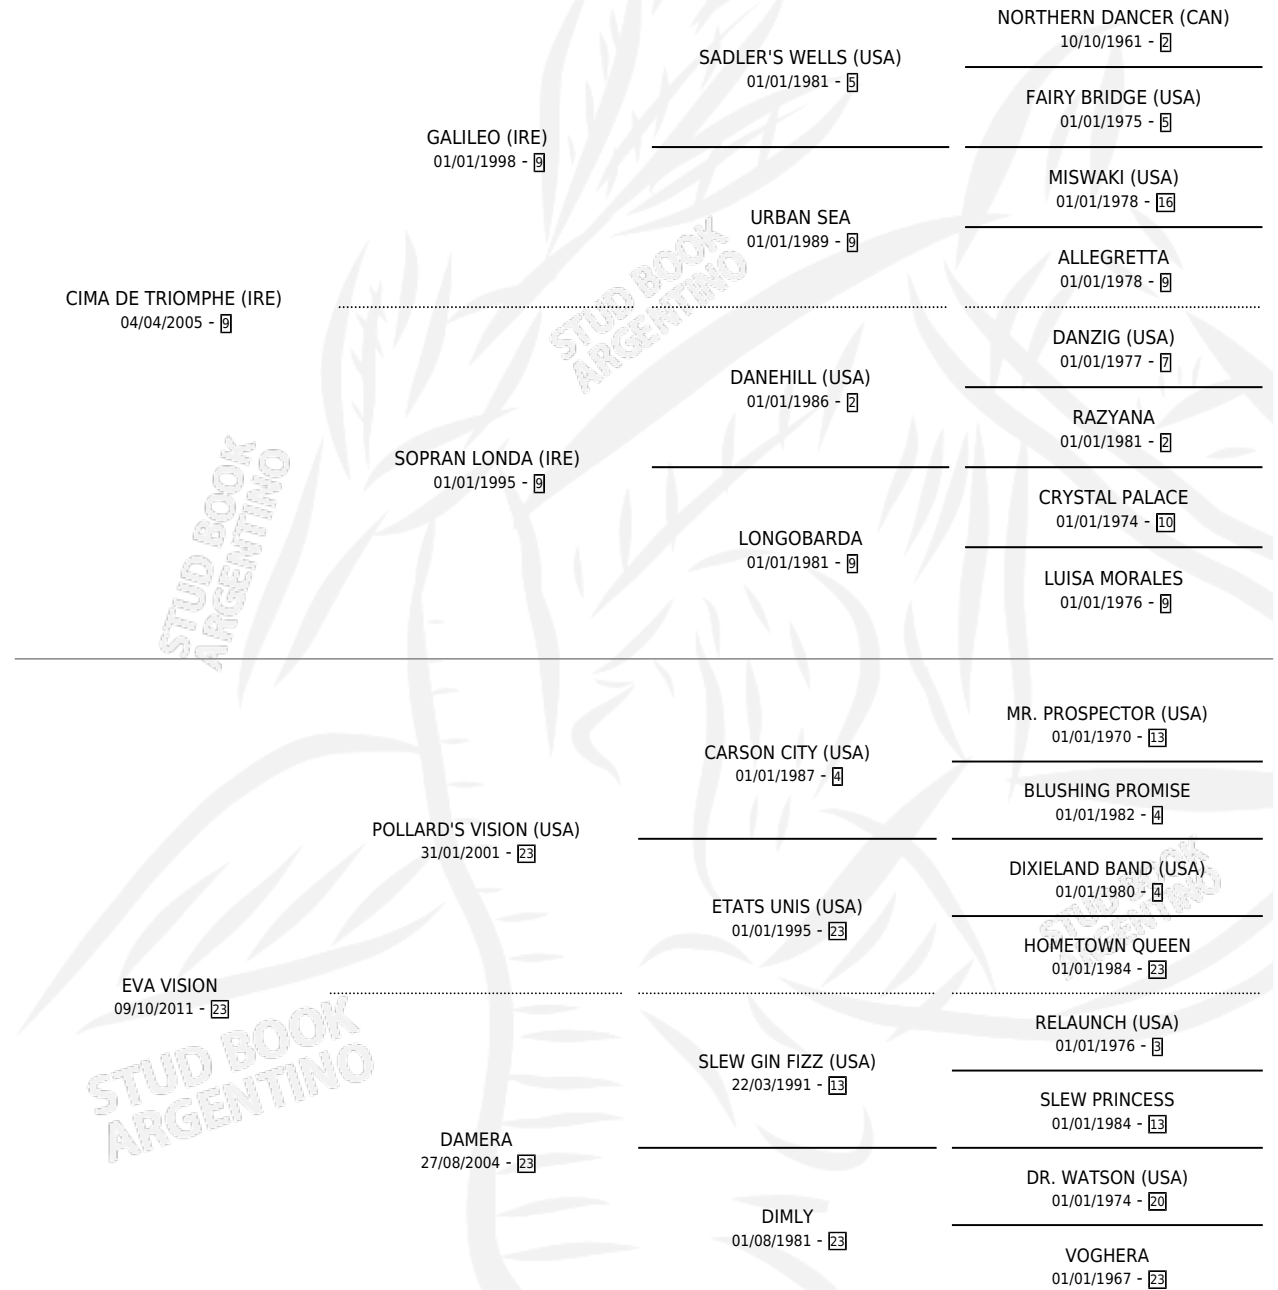 NORTHERN DANCER (CAN)
10/10/1961 - 2
SADLER'S WELLS (USA)
01/01/1981 - 5
FAIRY BRIDGE (USA)
01/01/1975 - 5
GALILEO (IRE)
01/01/1998 - 9
MISWAKI (USA)
01/01/1978 - 16
URBAN SEA
01/01/1989 - 9
ALLEGRETTA
01/01/1978 - 9
CIMA DE TRIOMPHE (IRE)
04/04/2005 - 9
DANZIG (USA)
01/01/1977 - 7
DANEHILL (USA)
01/01/1986 - 2
RAZYANA
01/01/1981 - 2
SOPRAN LONDA (IRE)
01/01/1995 - 9
CRYSTAL PALACE
01/01/1974 - 10
LONGOBARDA
01/01/1981 - 9
LUISA MORALES
01/01/1976 - 9
STUD BOOK
ARGENTINO
STUD BOOK
ARGENTINO
MR. PROSPECTOR (USA)
01/01/1970 - 13
CARSON CITY (USA)
01/01/1987 - 4
BLUSHING PROMISE
01/01/1982 - 4
POLLARD'S VISION (USA)
31/01/2001 - 23
DIXIELAND BAND (USA)
01/01/1980 - 4
ETATS UNIS (USA)
01/01/1995 - 23
HOMETOWN QUEEN
01/01/1984 - 23
EVA VISION
09/10/2011 - 23
RELAUNCH (USA)
01/01/1976 - 3
SLEW GIN FIZZ (USA)
22/03/1991 - 13
SLEW PRINCESS
01/01/1984 - 13
DAMERA
27/08/2004 - 23
DR. WATSON (USA)
01/01/1974 - 20
DIMLY
01/08/1981 - 23
VOGHERA
01/01/1967 - 23
STUD BOOK
ARGENTINO
STUD BOOK
ARGENTINO